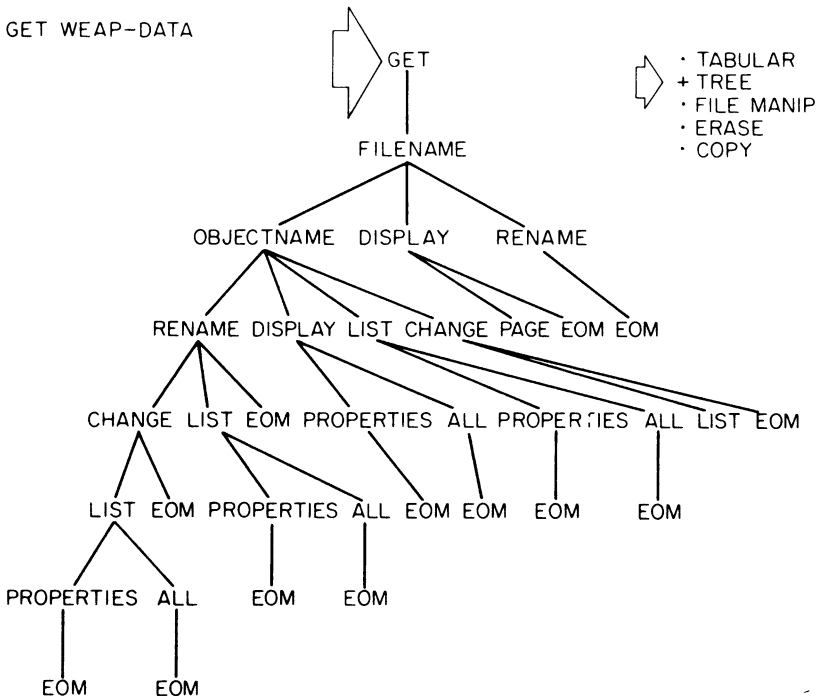 GET WEAP-DATA
GET
· TABULAR
+ TREE
· FILE MANIP
· ERASE
· COPY
FILENAME
OBJECTNAME DISPLAY RENAME
RENAME DISPLAY LIST CHANGE PAGE EOM EOM
CHANGE LIST EOM PROPERTIES ALL PROPERTIES ALL LIST EOM
LIST EOM PROPERTIES ALL EOM EOM EOM EOM
PROPERTIES ALL EOM EOM
EOM EOM